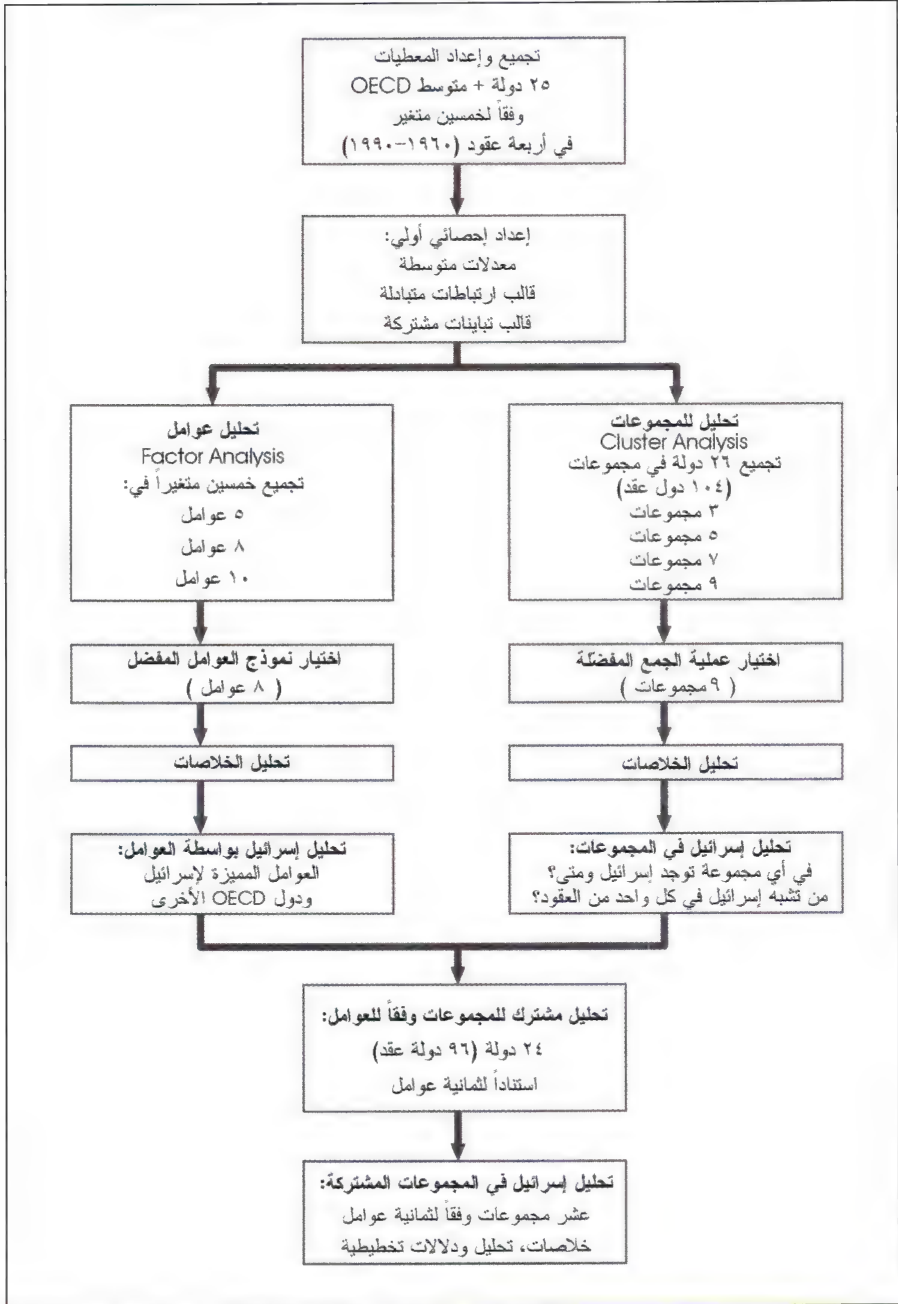 تجميع وإعداد المعطيات
٢٥ دولة + متوسط OECD
وفقاً لخمسين متغير
في أربعة عقود (١٩٦٠-١٩٩٠)
إعداد إحصائي أولي:
معدلات متوسطة
قالب ارتباطات متبادلة
قالب تباينات مشتركة
تحليل للمجموعات
Cluster Analysis
تجميع ٢٦ دولة في مجموعات
(١٠٤ دول عقد)
٣ مجموعات
٥ مجموعات
٧ مجموعات
٩ مجموعات
تحليل عوامل
Factor Analysis
تجميع خمسين متغيراً في:
٥ عوامل
٨ عوامل
١٠ عوامل
اختيار عملية الجمع المفضلة
( ٩ مجموعات )
اختيار نموذج العوامل المفضل
( ٨ عوامل )
تحليل الخلاصات
تحليل الخلاصات
تحليل إسرائيل في المجموعات:
في أي مجموعة توجد إسرائيل ومتى؟
من تشبه إسرائيل في كل واحد من العقود؟
تحليل إسرائيل بواسطة العوامل:
العوامل المميزة لإسرائيل
ودول OECD الأخرى
تحليل مشترك للمجموعات وفقاً للعوامل:
٢٤ دولة (٩٦ دولة عقد)
استناداً لثمانية عوامل
تحليل إسرائيل في المجموعات المشتركة:
عشر مجموعات وفقاً لثمانية عوامل
خلاصات، تحليل ودلالات تخطيطية